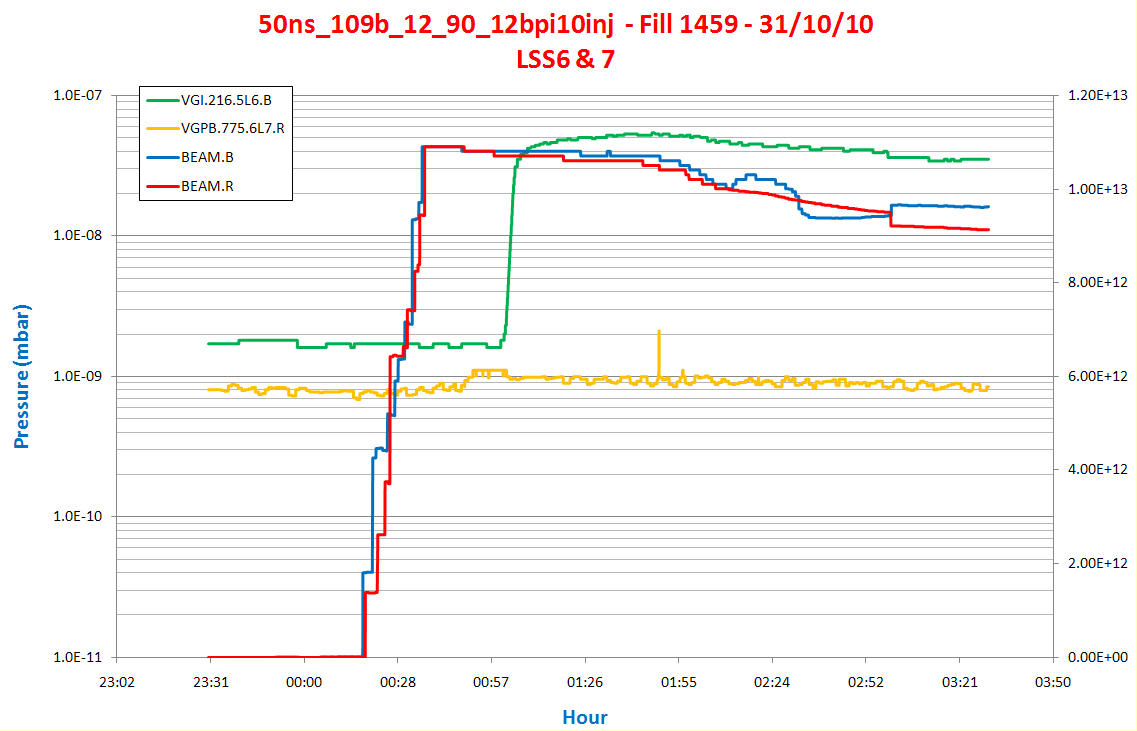 50ns_109b_12_90_12bpi10inj - Fill 1459 - 31/10/10
LSS6 & 7
VGI.216.5L6.B
VGPB.775.6L7.R
BEAM.B
BEAM.R
1.0E-07
1.0E-08
1.0E-09
1.0E-10
1.0E-11
Pressure (mbar)
1.20E+13
1.00E+13
8.00E+12
6.00E+12
4.00E+12
2.00E+12
0.00E+00
23:02 23:31 00:00 00:28 00:57 01:26 01:55 02:24 02:52 03:21 03:50
Hour